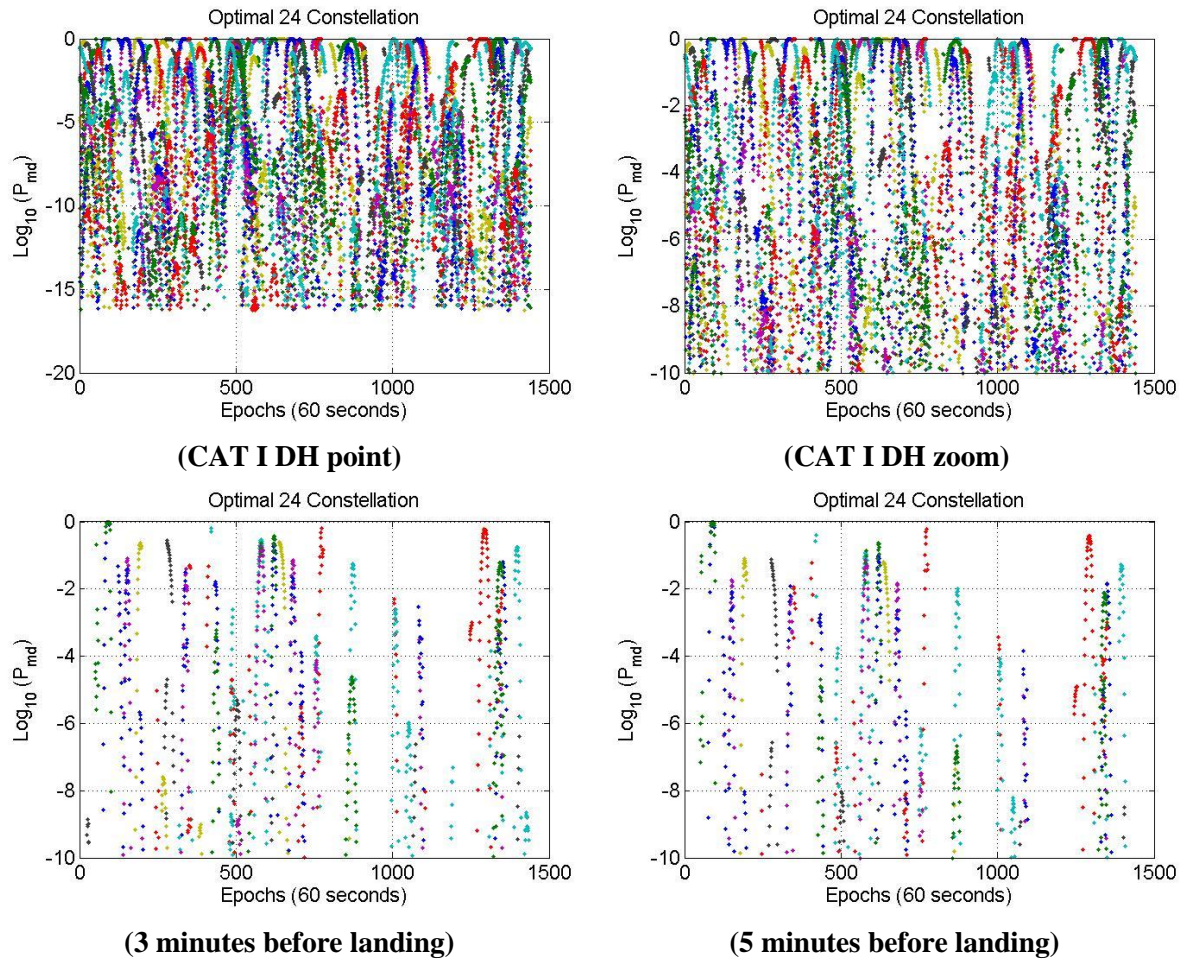 Optimal 24 Constellation
Log10 (Pmd)
0
-5
-10
-15
-20
0 500 1000 1500
Epochs (60 seconds)
(CAT I DH point)
Optimal 24 Constellation
Log10 (Pmd)
0
-2
-4
-6
-8
-10
0 500 1000 1500
Epochs (60 seconds)
(CAT I DH zoom)
Optimal 24 Constellation
Log10 (Pmd)
0
-2
-4
-6
-8
-10
0 500 1000 1500
Epochs (60 seconds)
(3 minutes before landing)
Optimal 24 Constellation
Log10 (Pmd)
0
-2
-4
-6
-8
-10
0 500 1000 1500
Epochs (60 seconds)
(5 minutes before landing)